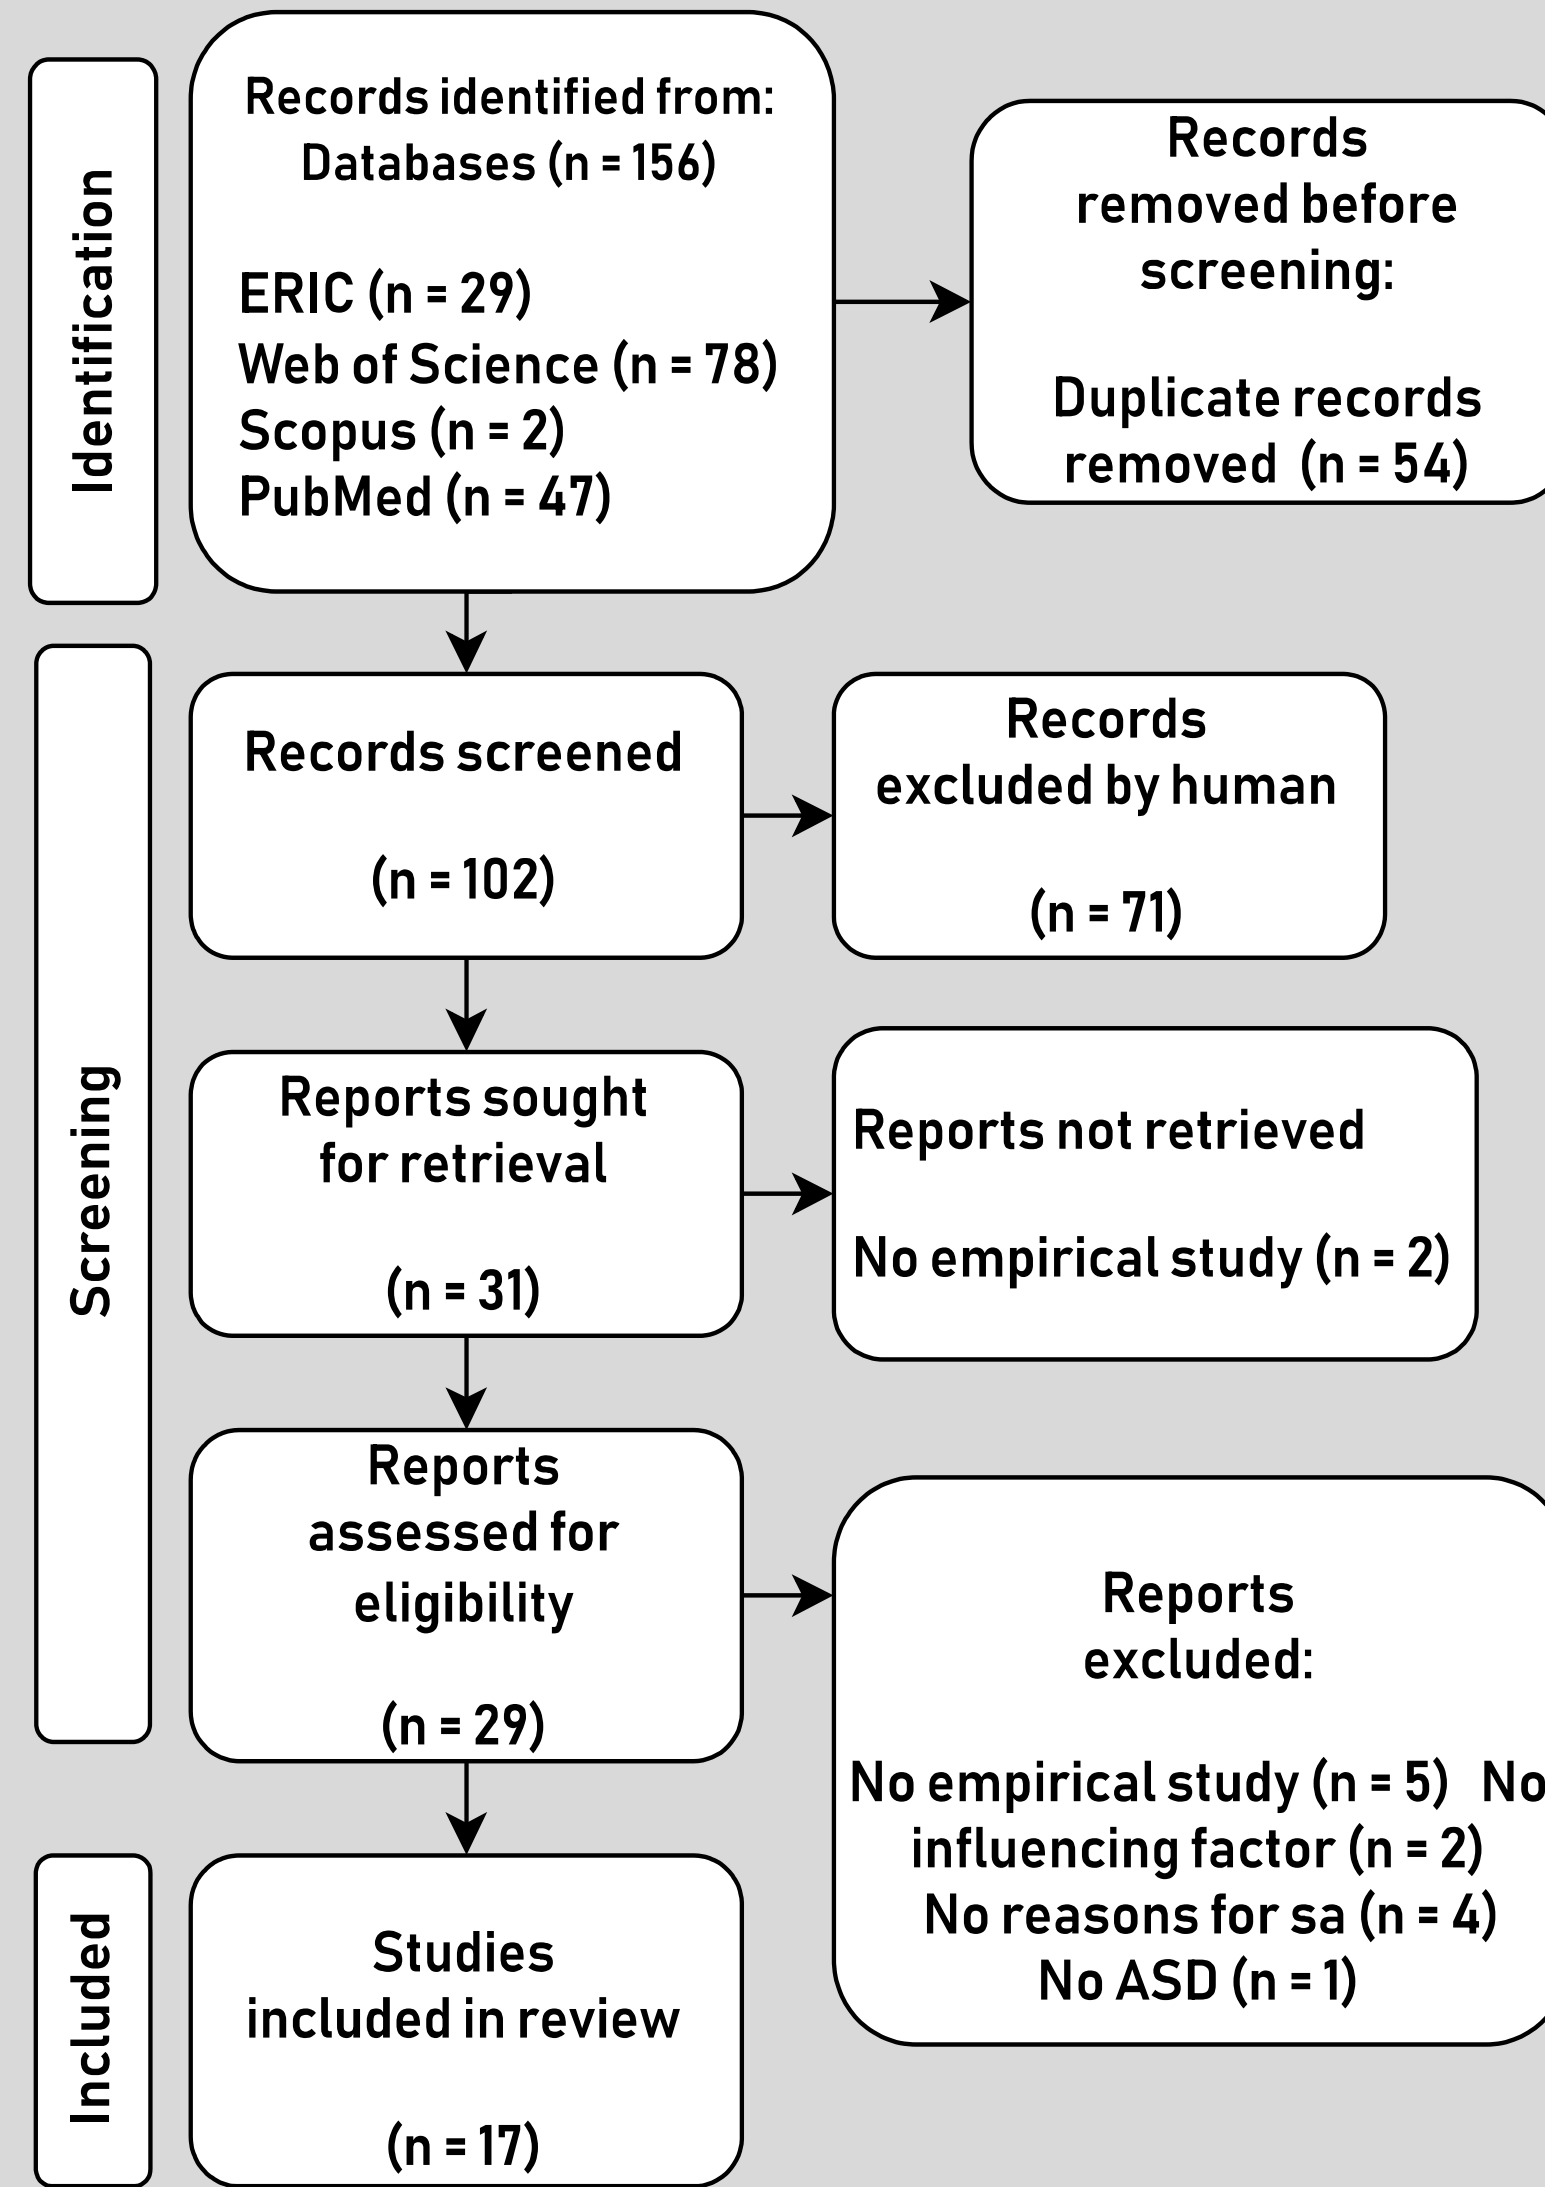 Identification
Records identified from:
Databases (n = 156)
ERIC (n = 29)
Web of Science (n = 78)
Scopus (n = 2)
PubMed (n = 47)
Records
removed before
screening:
Duplicate records
removed (n = 54)
Screening
Records screened
(n = 102)
Records
excluded by human
(n = 71)
Reports sought
for retrieval
(n = 31)
Reports not retrieved
No empirical study (n = 2)
Reports
assessed for
eligibility
(n = 29)
Reports
excluded:
No empirical study (n = 5) No
influencing factor (n = 2)
No reasons for sa (n = 4)
No ASD (n = 1)
Included
Studies
included in review
(n = 17)